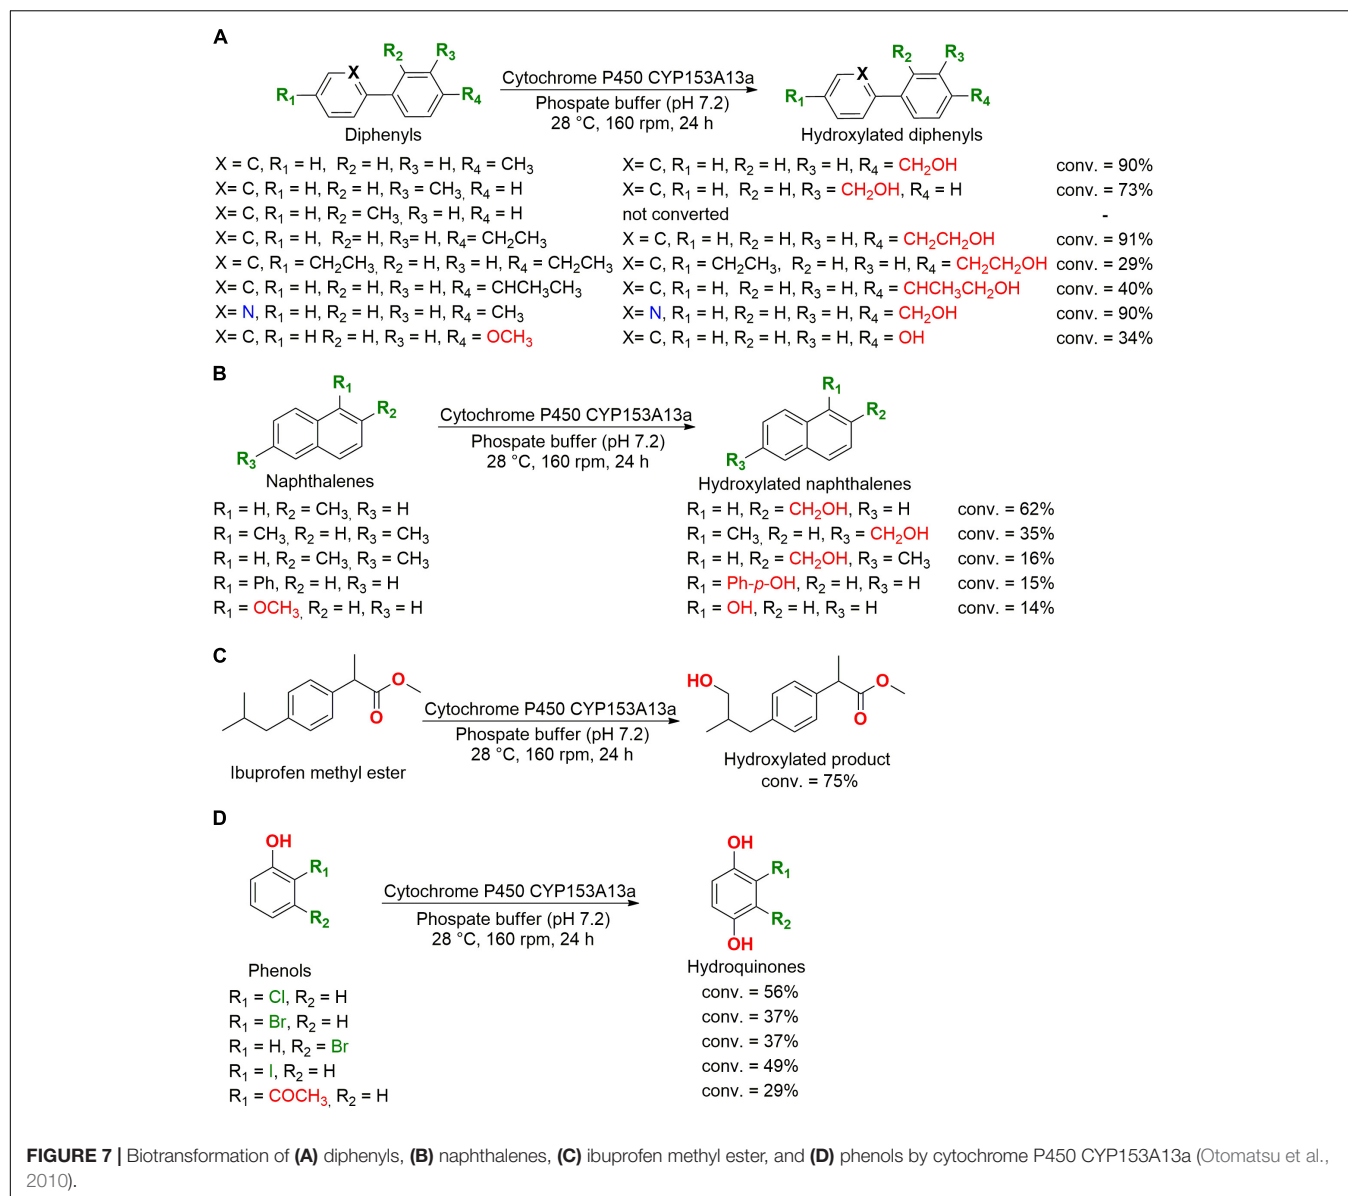 A
R1 X R2 R3 R4
Cytochrome P450 CYP153A13a
Phospate buffer (pH 7.2)
28 °C, 160 rpm, 24 h
R1 X R2 R3 R4
Diphenyls
Hydroxylated diphenyls
X = C, R1 = H, R2 = H, R3 = H, R4 = CH3 X= C, R1 = H, R2 = H, R3 = H, R4 = CH2OH conv. = 90%
X= C, R1 = H, R2 = H, R3 = CH3, R4 = H X= C, R1 = H, R2 = H, R3 = CH2OH, R4 = H conv. = 73%
X= C, R1 = H, R2 = CH3, R3 = H, R4 = H not converted -
X= C, R1 = H, R2= H, R3= H, R4= CH2CH3 X = C, R1 = H, R2 = H, R3 = H, R4 = CH2CH2OH conv. = 91%
X = C, R1 = CH2CH3, R2 = H, R3 = H, R4 = CH2CH3 X = C, R1 = CH2CH3, R2 = H, R3 = H, R4 = CH2CH2OH conv. = 29%
X= C, R1 = H, R2 = H, R3 = H, R4 = CHCH3CH3 X= C, R1 = H, R2 = H, R3 = H, R4 = CHCH3CH2OH conv. = 40%
X= N, R1 = H, R2 = H, R3 = H, R4 = CH3 X= N, R1 = H, R2 = H, R3 = H, R4 = CH2OH conv. = 90%
X= C, R1 = H R2 = H, R3 = H, R4 = OCH3 X= C, R1 = H, R2 = H, R3 = H, R4 = OH conv. = 34%
B
R1 R2 R3
Cytochrome P450 CYP153A13a
Phospate buffer (pH 7.2)
28 °C, 160 rpm, 24 h
R1 R2 R3
Naphthalenes
Hydroxylated naphthalenes
R1 = H, R2 = CH3, R3 = H R1 = H, R2 = CH2OH, R3 = H conv. = 62%
R1 = CH3, R2 = H, R3 = CH3 R1 = CH3, R2 = H, R3 = CH2OH conv. = 35%
R1 = H, R2 = CH3, R3 = CH3 R1 = H, R2 = CH2OH, R3 = CH3 conv. = 16%
R1 = Ph, R2 = H, R3 = H R1 = Ph-p-OH, R2 = H, R3 = H conv. = 15%
R1 = OCH3, R2 = H, R3 = H R1 = OH, R2 = H, R3 = H conv. = 14%
C
O
O
Cytochrome P450 CYP153A13a
Phospate buffer (pH 7.2)
28 °C, 160 rpm, 24 h
HO O
O
Ibuprofen methyl ester
Hydroxylated product
conv. = 75%
D
OH
R1
R2
Cytochrome P450 CYP153A13a
Phospate buffer (pH 7.2)
28 °C, 160 rpm, 24 h
OH
R1
R2
OH
Phenols
Hydroquinones
R1 = Cl, R2 = H conv. = 56%
R1 = Br, R2 = H conv. = 37%
R1 = H, R2 = Br conv. = 37%
R1 = I, R2 = H conv. = 49%
R1 = COCH3, R2 = H conv. = 29%
FIGURE 7 | Biotransformation of (A) diphenyls, (B) naphthalenes, (C) ibuprofen methyl ester, and (D) phenols by cytochrome P450 CYP153A13a (Otomatsu et al.,
2010).